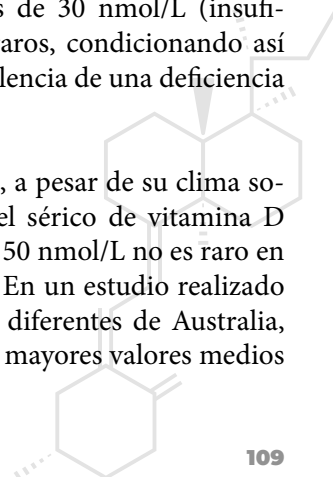 s de 30 nmol/L (insufi-
raros, condicionando así
lencia de una deficiencia
, a pesar de su clima so-
el sérico de vitamina D
50 nmol/L no es raro en
En un estudio realizado
diferentes de Australia,
mayores valores medios
109